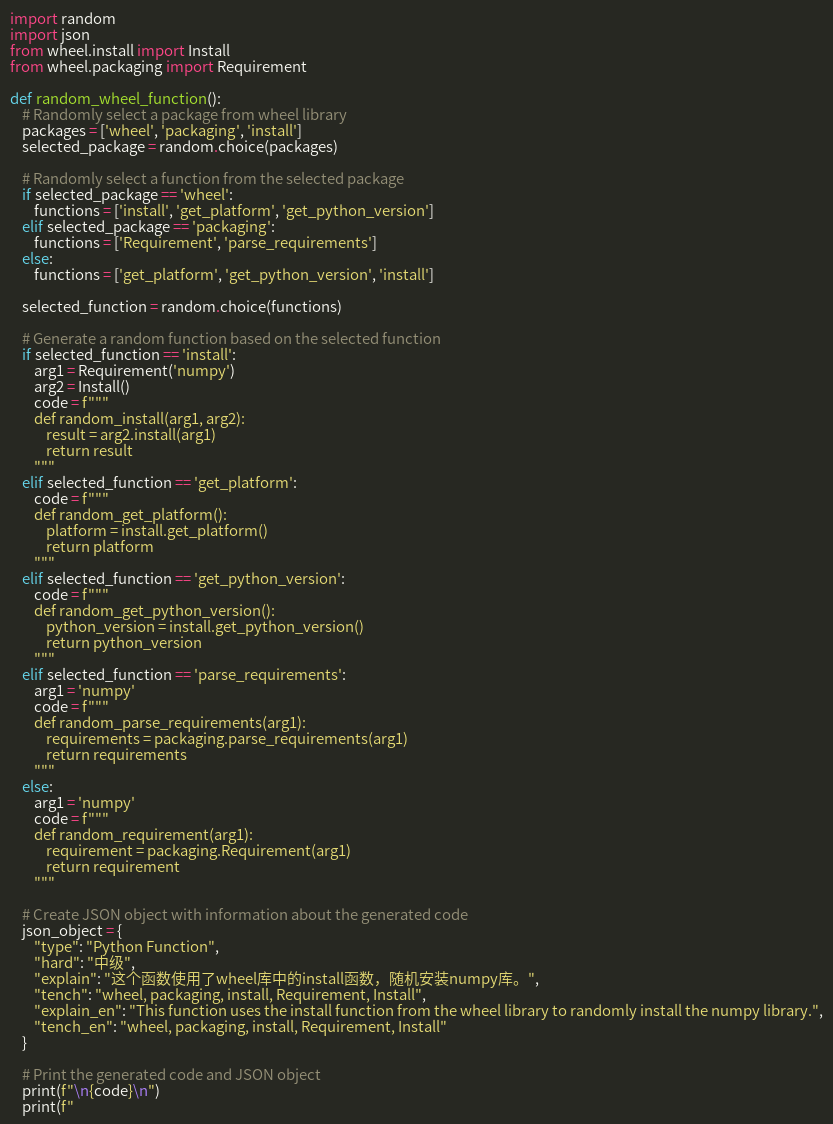 import random
import json
from wheel.install import Install
from wheel.packaging import Requirement

def random_wheel_function():
    # Randomly select a package from wheel library
    packages = ['wheel', 'packaging', 'install']
    selected_package = random.choice(packages)

    # Randomly select a function from the selected package
    if selected_package == 'wheel':
        functions = ['install', 'get_platform', 'get_python_version']
    elif selected_package == 'packaging':
        functions = ['Requirement', 'parse_requirements']
    else:
        functions = ['get_platform', 'get_python_version', 'install']

    selected_function = random.choice(functions)

    # Generate a random function based on the selected function
    if selected_function == 'install':
        arg1 = Requirement('numpy')
        arg2 = Install()
        code = f"""
        def random_install(arg1, arg2):
            result = arg2.install(arg1)
            return result
        """
    elif selected_function == 'get_platform':
        code = f"""
        def random_get_platform():
            platform = install.get_platform()
            return platform
        """
    elif selected_function == 'get_python_version':
        code = f"""
        def random_get_python_version():
            python_version = install.get_python_version()
            return python_version
        """
    elif selected_function == 'parse_requirements':
        arg1 = 'numpy'
        code = f"""
        def random_parse_requirements(arg1):
            requirements = packaging.parse_requirements(arg1)
            return requirements
        """
    else:
        arg1 = 'numpy'
        code = f"""
        def random_requirement(arg1):
            requirement = packaging.Requirement(arg1)
            return requirement
        """

    # Create JSON object with information about the generated code
    json_object = {
        "type": "Python Function",
        "hard": "中级",
        "explain": "这个函数使用了wheel库中的install函数，随机安装numpy库。",
        "tench": "wheel, packaging, install, Requirement, Install",
        "explain_en": "This function uses the install function from the wheel library to randomly install the numpy library.",
        "tench_en": "wheel, packaging, install, Requirement, Install"
    }

    # Print the generated code and JSON object
    print(f"\n{code}\n")
    print(f"